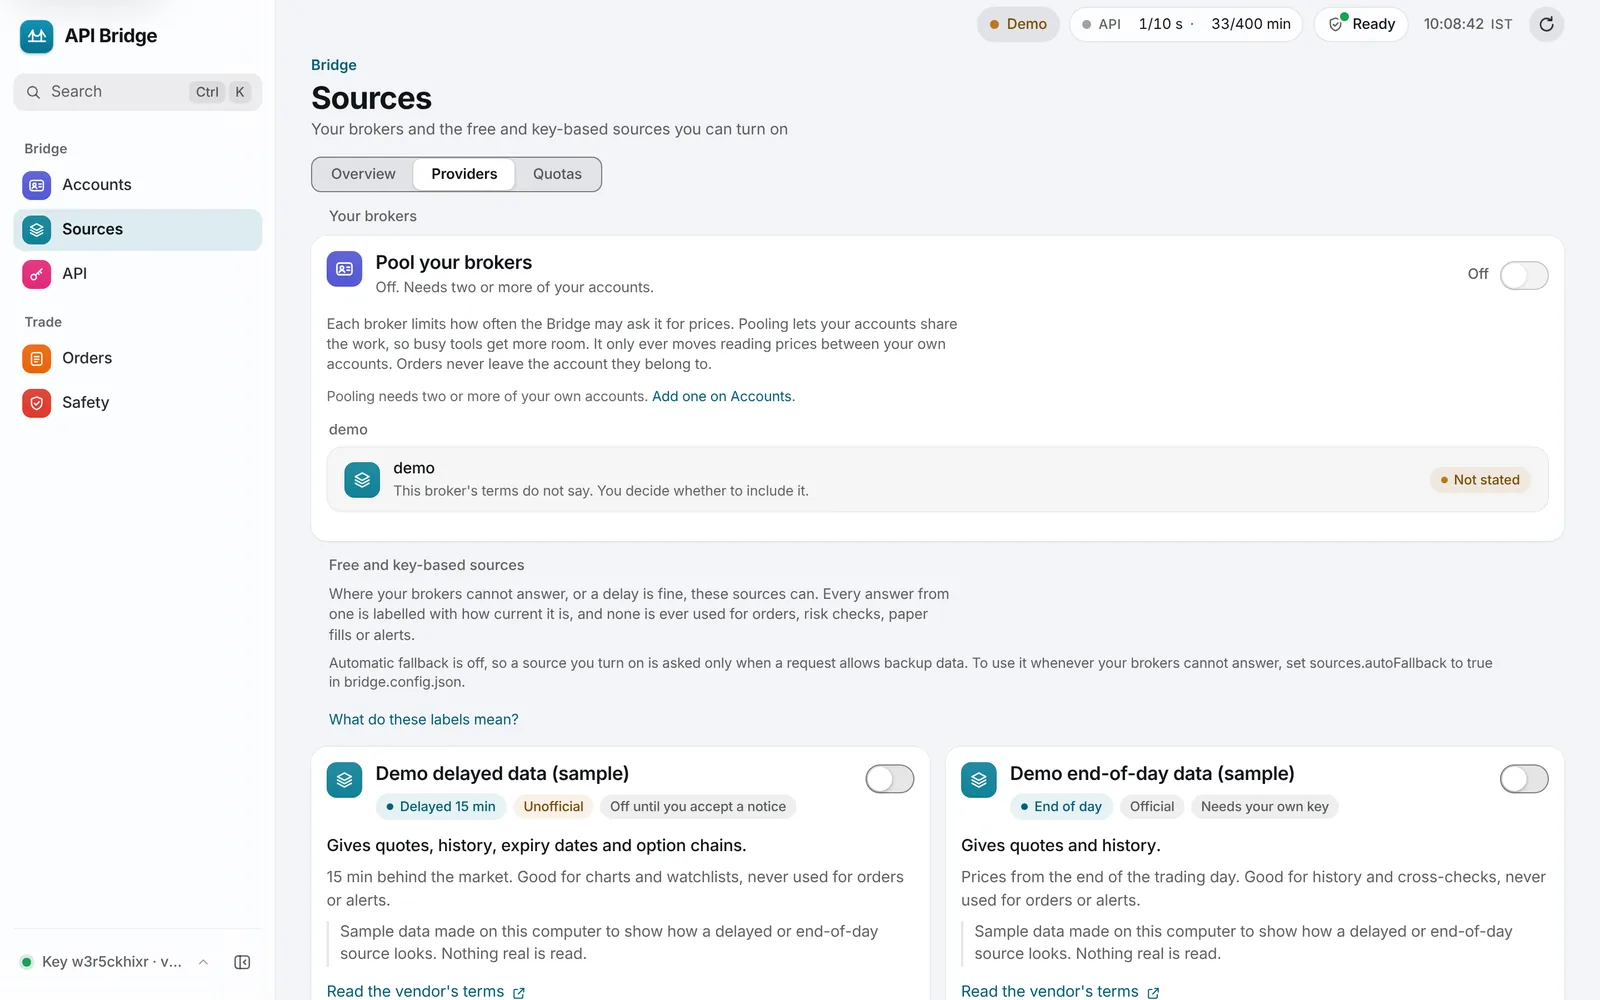 API Bridge
Search Ctrl K
Bridge
Accounts
Sources
API
Trade
Orders
Safety
Key w3r5ckhixr · v...
Demo
API 1/10 s · 33/400 min
Ready
10:08:42 IST
Bridge
Sources
Your brokers and the free and key-based sources you can turn on
Overview Providers Quotas
Your brokers
Pool your brokers
Off. Needs two or more of your accounts.
Off
Each broker limits how often the Bridge may ask it for prices. Pooling lets your accounts share
the work, so busy tools get more room. It only ever moves reading prices between your own
accounts. Orders never leave the account they belong to.
Pooling needs two or more of your own accounts. Add one on Accounts.
demo
demo
This broker's terms do not say. You decide whether to include it.
Not stated
Free and key-based sources
Where your brokers cannot answer, or a delay is fine, these sources can. Every answer from
one is labelled with how current it is, and none is ever used for orders, risk checks, paper
fills or alerts.
Automatic fallback is off, so a source you turn on is asked only when a request allows backup data. To use it whenever your brokers cannot answer, set sources.autoFallback to true
in bridge.config.json.
What do these labels mean?
Demo delayed data (sample)
Delayed 15 min Unofficial Off until you accept a notice
Gives quotes, history, expiry dates and option chains.
15 min behind the market. Good for charts and watchlists, never used for orders
or alerts.
Sample data made on this computer to show how a delayed or end-of-day
source looks. Nothing real is read.
Read the vendor's terms
Demo end-of-day data (sample)
End of day Official Needs your own key
Gives quotes and history.
Prices from the end of the trading day. Good for history and cross-checks, never
used for orders or alerts.
Sample data made on this computer to show how a delayed or end-of-day
source looks. Nothing real is read.
Read the vendor's terms